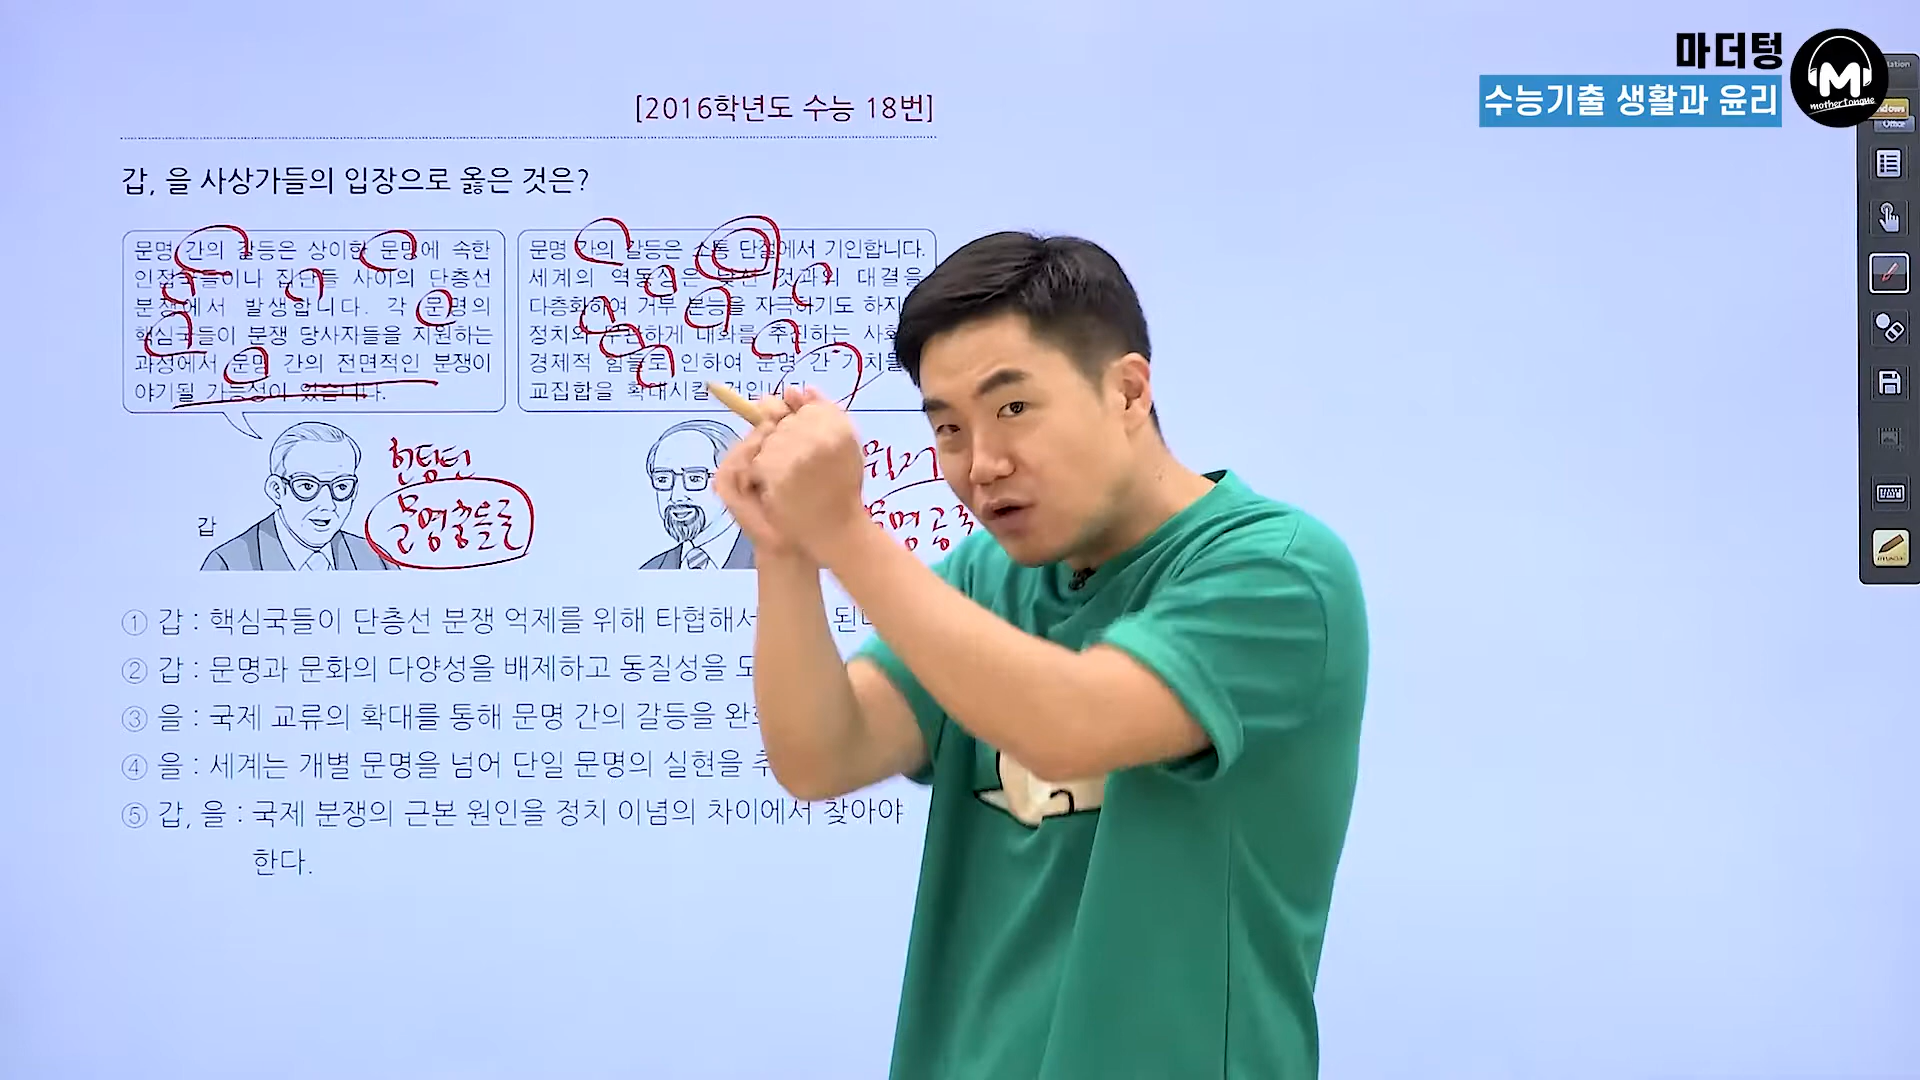 마더텅
수능기출 생활과 윤리
M
mothertongue
[2016학년도 수능 18번]
갑, 을 사상가들의 입장으로 옳은 것은?
문명 간의 갈등은 상이한 문명에 속한
인접국들이나 집단들 사이의 단층선
분쟁에서 발생합니다. 각 문명의
핵심국들이 분쟁 당사자들을 지원하는
과정에서 문명 간의 전면적인 분쟁이
야기될 가능성이 있습니다.
문명 간의 갈등은 소통 단절에서 기인합니다.
세계의 역동성은 낯선 것과의 대결을
다층화하여 거부 본능을 자극하기도
정치와 무관하게 대화를 추진하는
경제적 힘들로 인하여 문명 간
교집합을 확대시킬 것입니다.
헌팅턴
문명충돌론
갑
뮐러
① 갑 : 핵심국들이 단층선 분쟁 억제를 위해 타협해서
② 갑 : 문명과 문화의 다양성을 배제하고 동질성을
③ 을 : 국제 교류의 확대를 통해 문명 간의 갈등을
④ 을 : 세계는 개별 문명을 넘어 단일 문명의 실현을
⑤ 갑, 을 : 국제 분쟁의 근본 원인을 정치 이념의 차이에서 찾아야
한다.